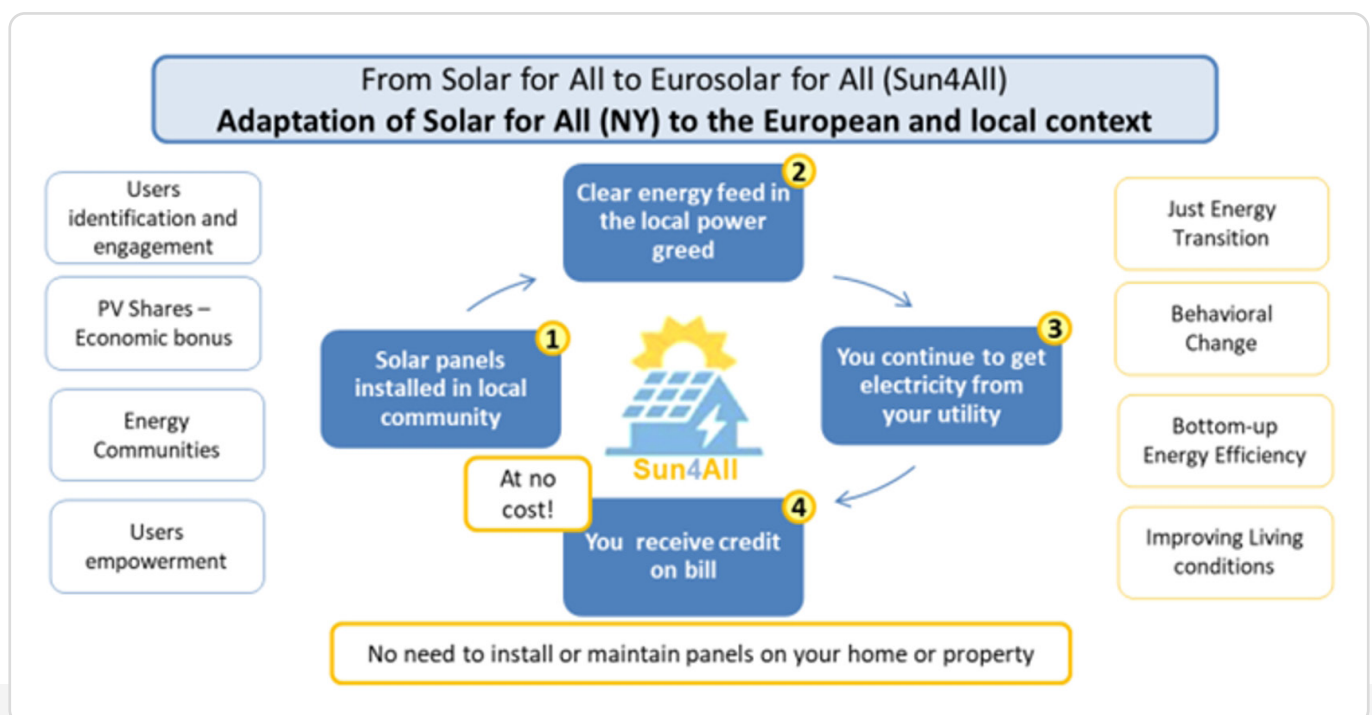 From Solar for All to Eurosolar for All (Sun4All)
Adaptation of Solar for All (NY) to the European and local context
Users
identification and
engagement
PV Shares –
Economic bonus
Energy
Communities
Users
empowerment
1
Solar panels
installed in local
community
2
Clear energy feed in
the local power
greed
3
You continue to get
electricity from
your utility
Sun4All
At no
cost!
4
You receive credit
on bill
No need to install or maintain panels on your home or property
Just Energy
Transition
Behavioral
Change
Bottom-up
Energy Efficiency
Improving Living
conditions